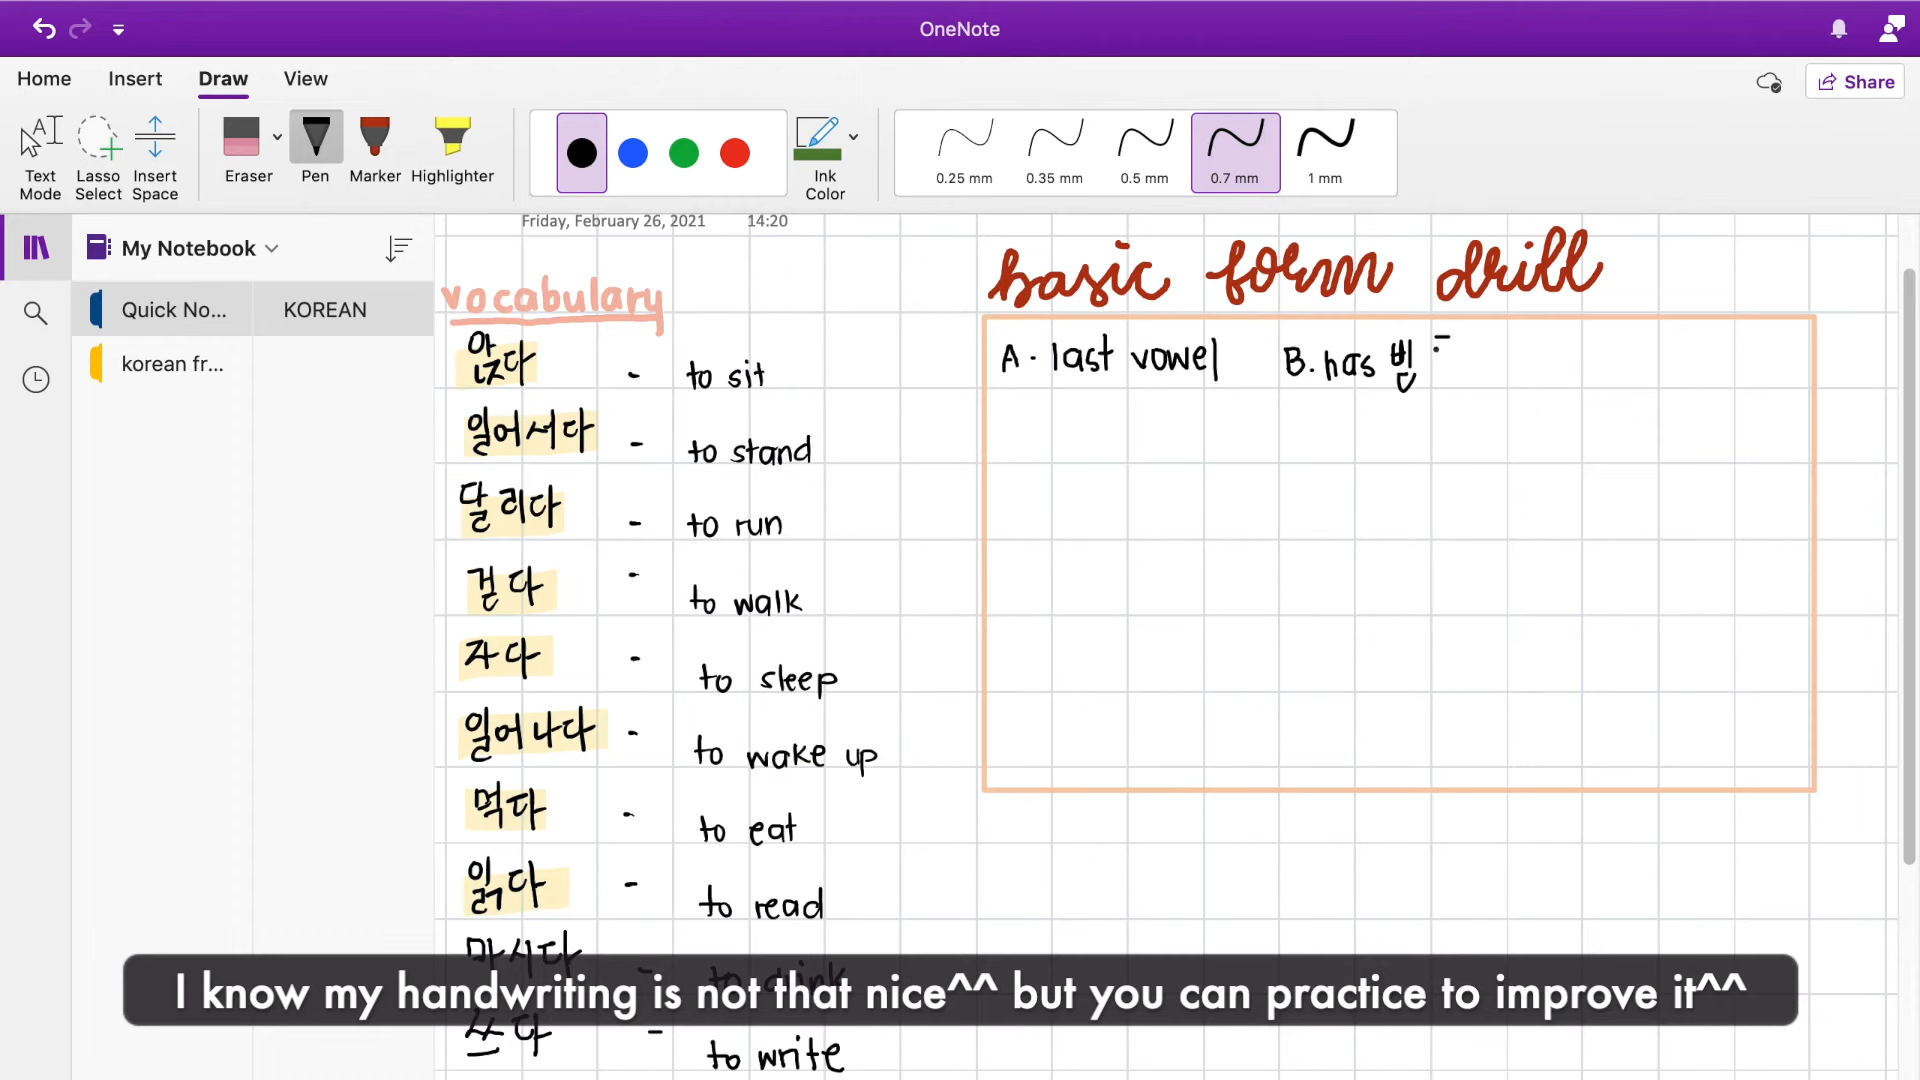 OneNote
Home Insert Draw View
Share
Text Mode
Lasso Select
Insert Space
Eraser
Pen
Marker
Highlighter
Ink Color
0.25 mm
0.35 mm
0.5 mm
0.7 mm
1 mm
My Notebook
Quick No...
korean fr...
KOREAN
Friday, February 26, 2021 14:20
vocabulary
앉다 - to sit
일어서다 - to stand
달리다 - to run
걷다 - to walk
자다 - to sleep
일어나다 - to wake up
먹다 - to eat
읽다 - to read
마시다 - to drink
쓰다 - to write
basic form drill
A. last vowel B. has 받
I know my handwriting is not that nice^^ but you can practice to improve it^^